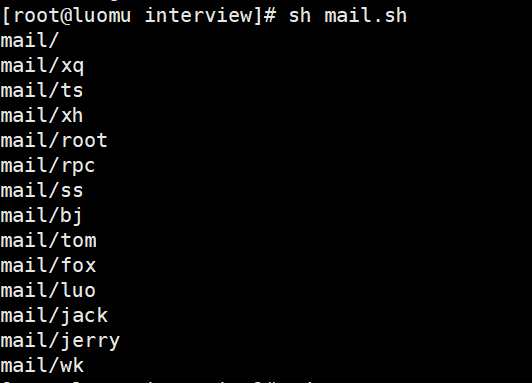 [root@luomu interview]# sh mail.sh
mail/
mail/xq
mail/ts
mail/xh
mail/root
mail/rpc
mail/ss
mail/bj
mail/tom
mail/fox
mail/luo
mail/jack
mail/jerry
mail/wk